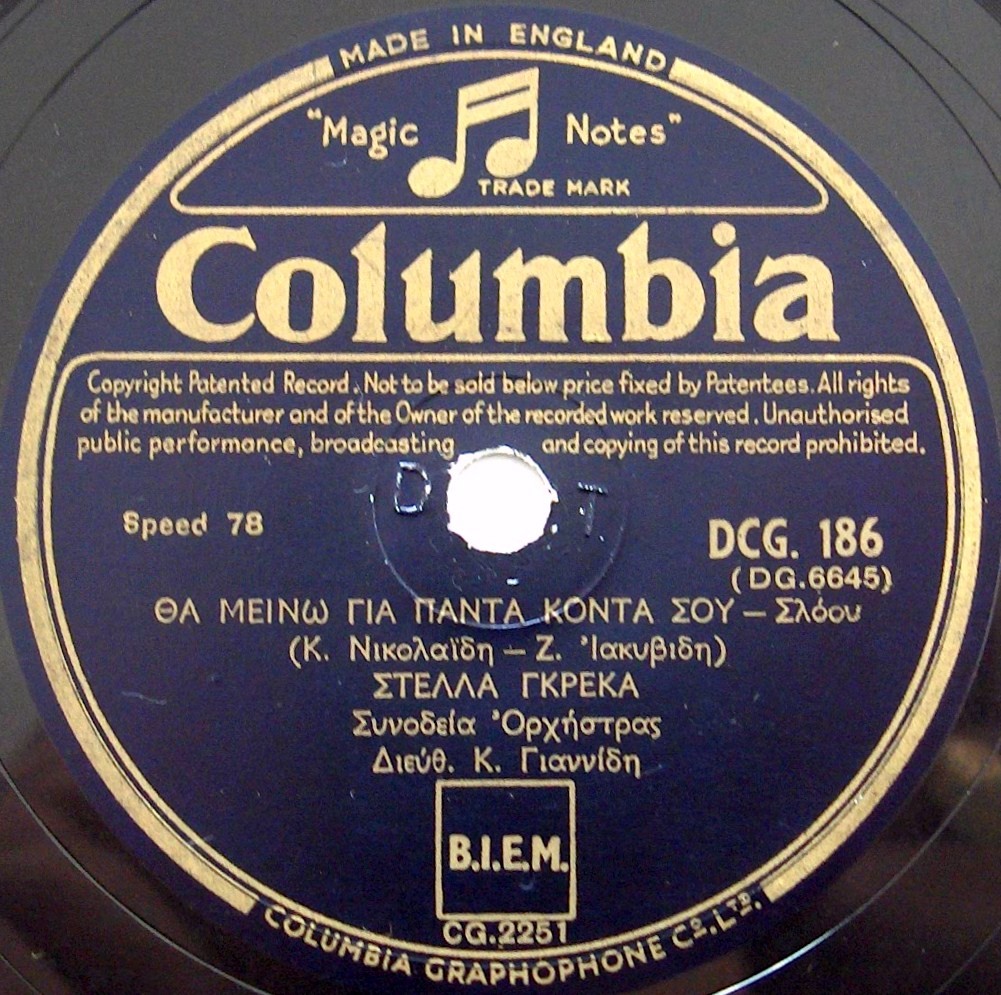 MADE IN ENGLAND
"Magic Notes"
TRADE MARK
Columbia
Copyright Patented Record. Not to be sold below price fixed by Patentees. All rights
of the manufacturer and of the Owner of the recorded work reserved. Unauthorised
public performance, broadcasting and copying of this record prohibited.
D T
Speed 78
DCG. 186
(DG.6645)
ΘΑ ΜΕΙΝω ΓΙΑ ΠΑΝΤΑ ΚΟΝΤΑ ΣΟΥ – Σλόου
(Κ. Νικολαΐδη – Ζ. Ἰακυβιδη)
ΣΤΕΛΛΑ ΓΚΡΕΚΑ
Συνοδεία Ὀρχήστρας
Διεύθ. Κ. Γιαννίδη
B.I.E.M.
CG.2251
COLUMBIA GRAPHOPHONE Co. LTD.